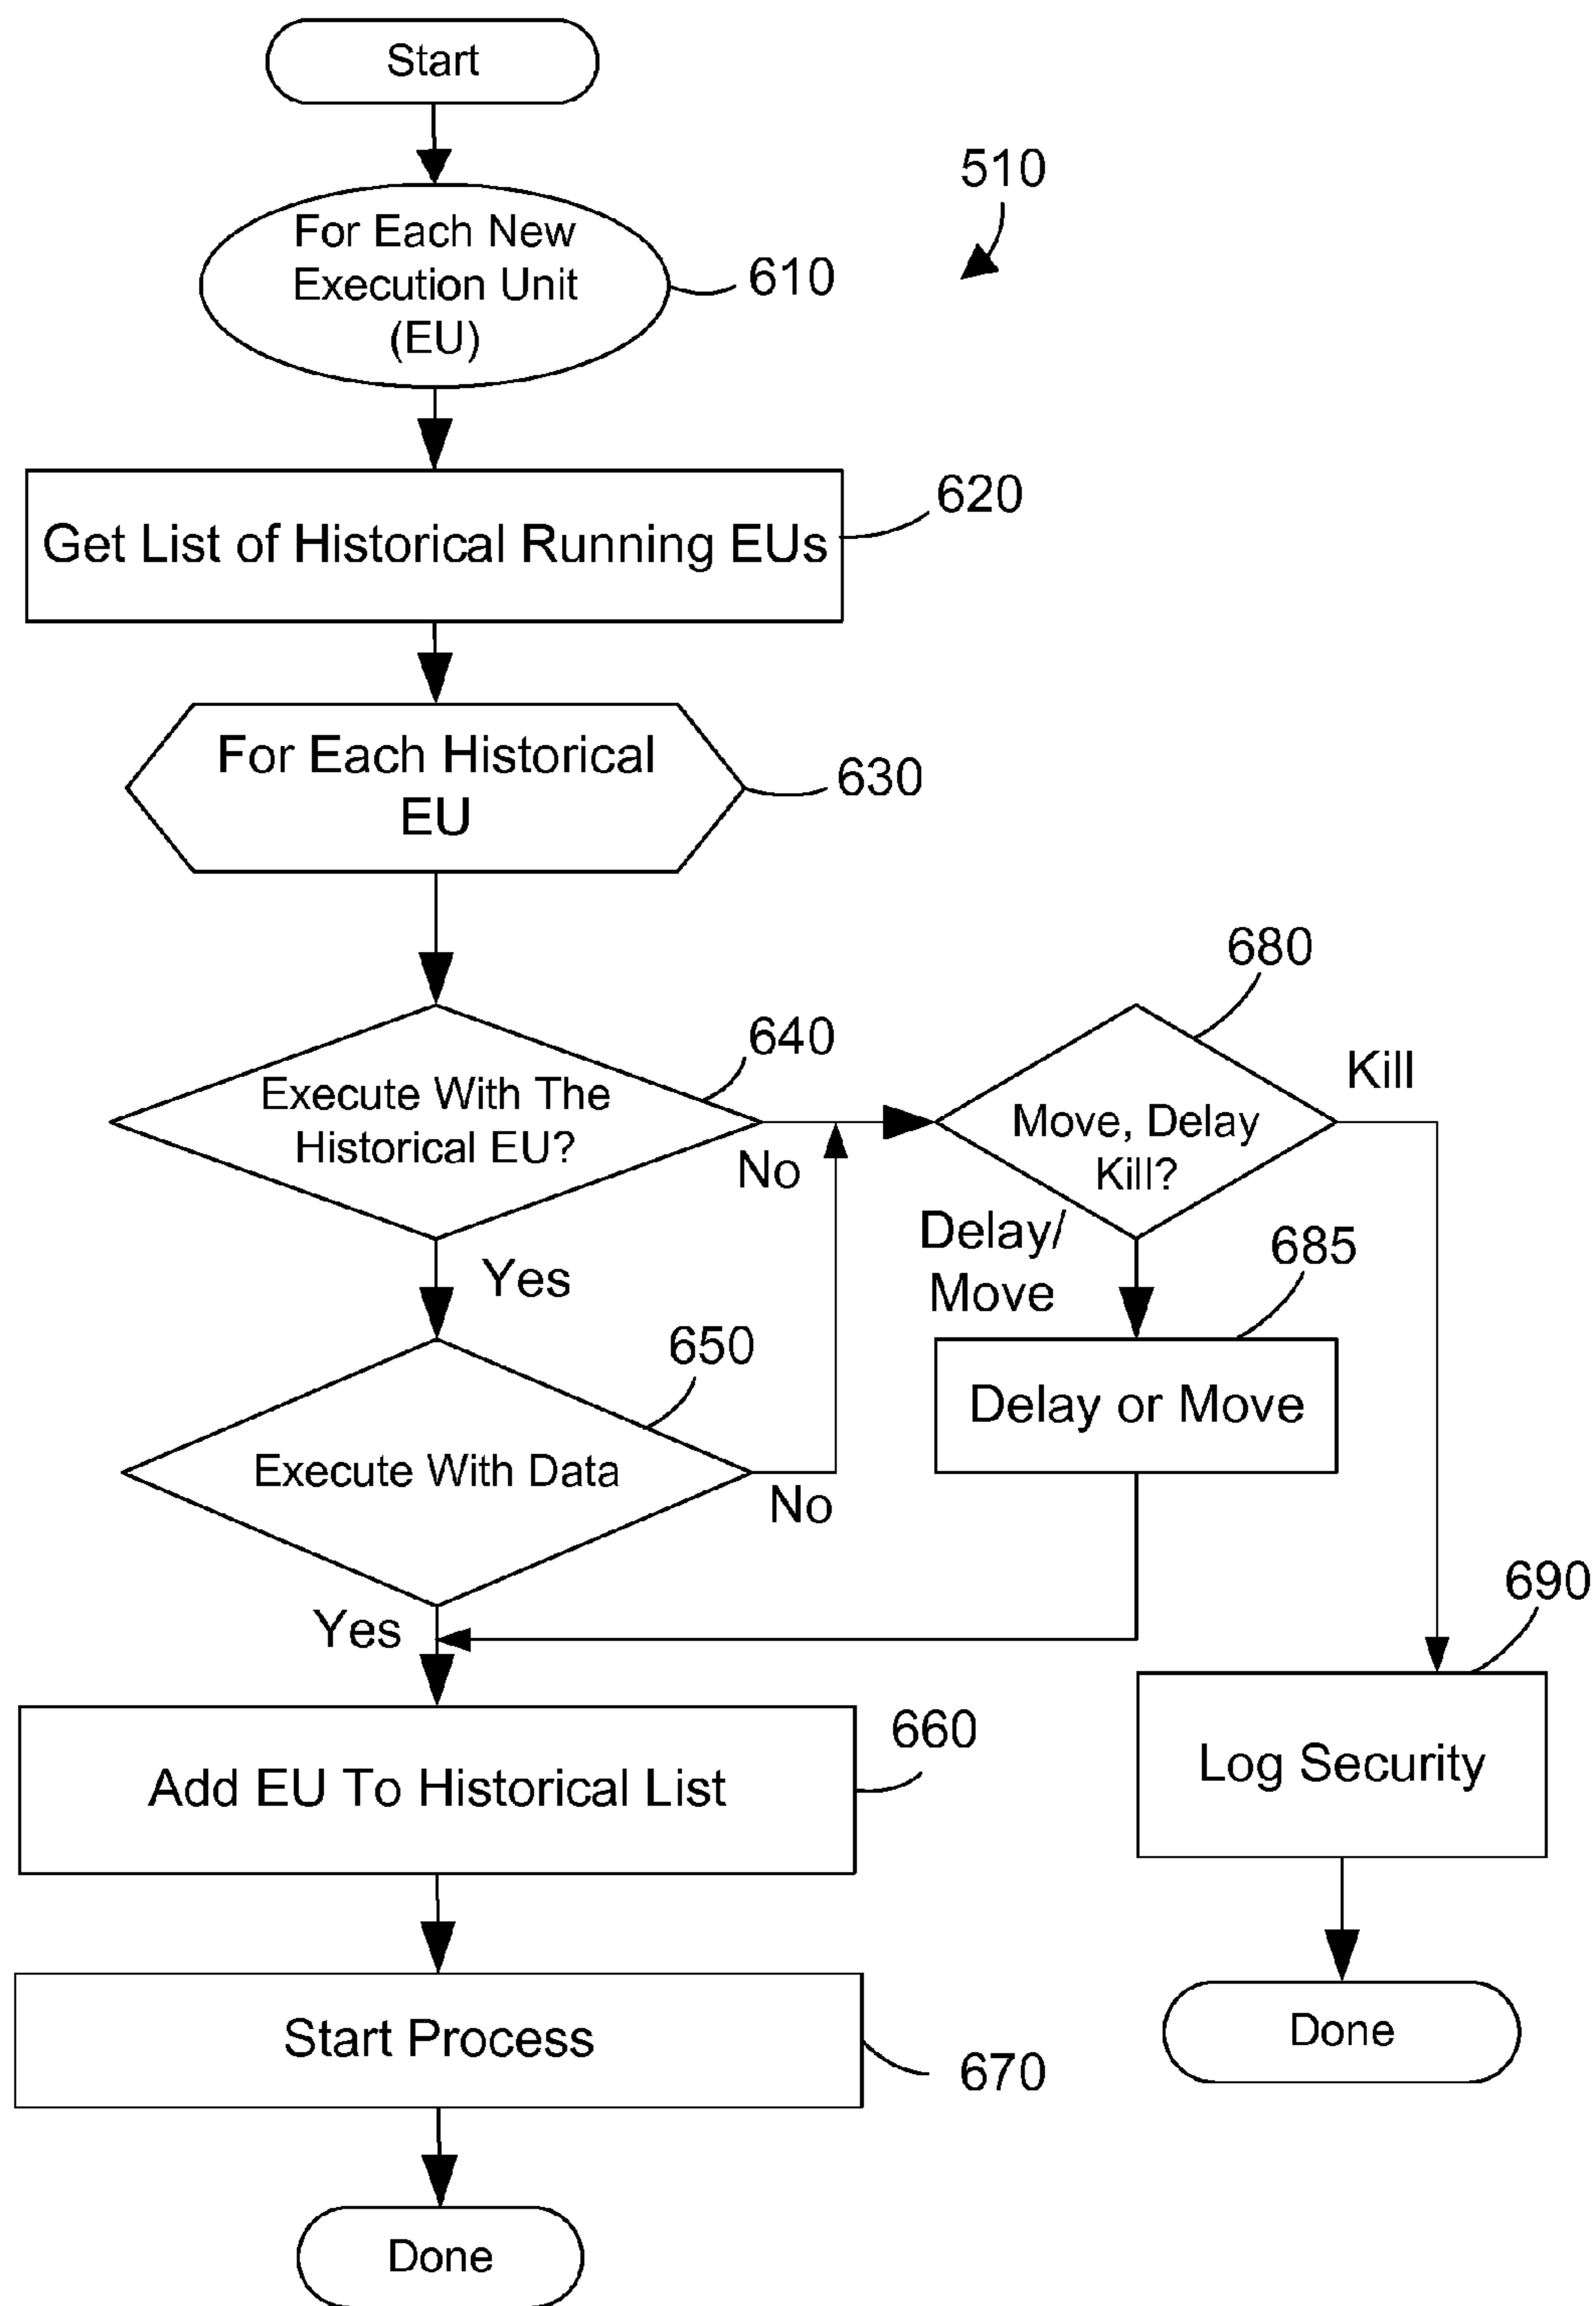 Start
510
For Each New
Execution Unit
(EU)
610
Get List of Historical Running EUs
620
For Each Historical
EU
630
Execute With The
Historical EU?
640
No
Yes
Move, Delay
Kill?
680
Kill
Delay/
Move
Delay or Move
685
Execute With Data
650
No
Yes
Add EU To Historical List
660
Log Security
690
Start Process
670
Done
Done